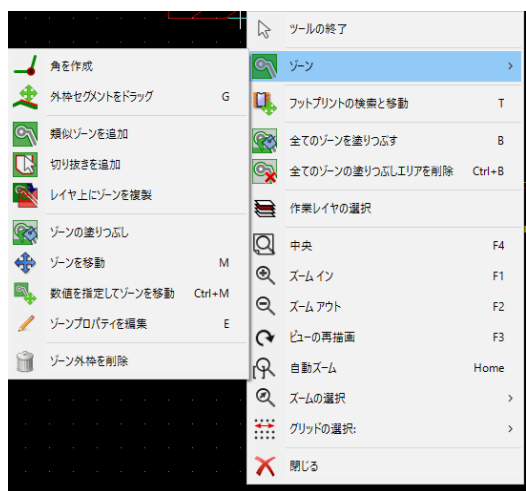 角を作成
外枠セグメントをドラッグ G
類似ゾーンを追加
切り抜きを追加
レイヤ上にゾーンを複製
ゾーンの塗りつぶし
ゾーンを移動 M
数値を指定してゾーンを移動 Ctrl+M
ゾーンプロパティを編集 E
ゾーン外枠を削除
ツールの終了
ゾーン
フットプリントの検索と移動 T
全てのゾーンを塗りつぶす B
全てのゾーンの塗りつぶしエリアを削除 Ctrl+B
作業レイヤの選択
中央 F4
ズーム イン F1
ズーム アウト F2
ビューの再描画 F3
自動ズーム Home
ズームの選択
グリッドの選択:
閉じる